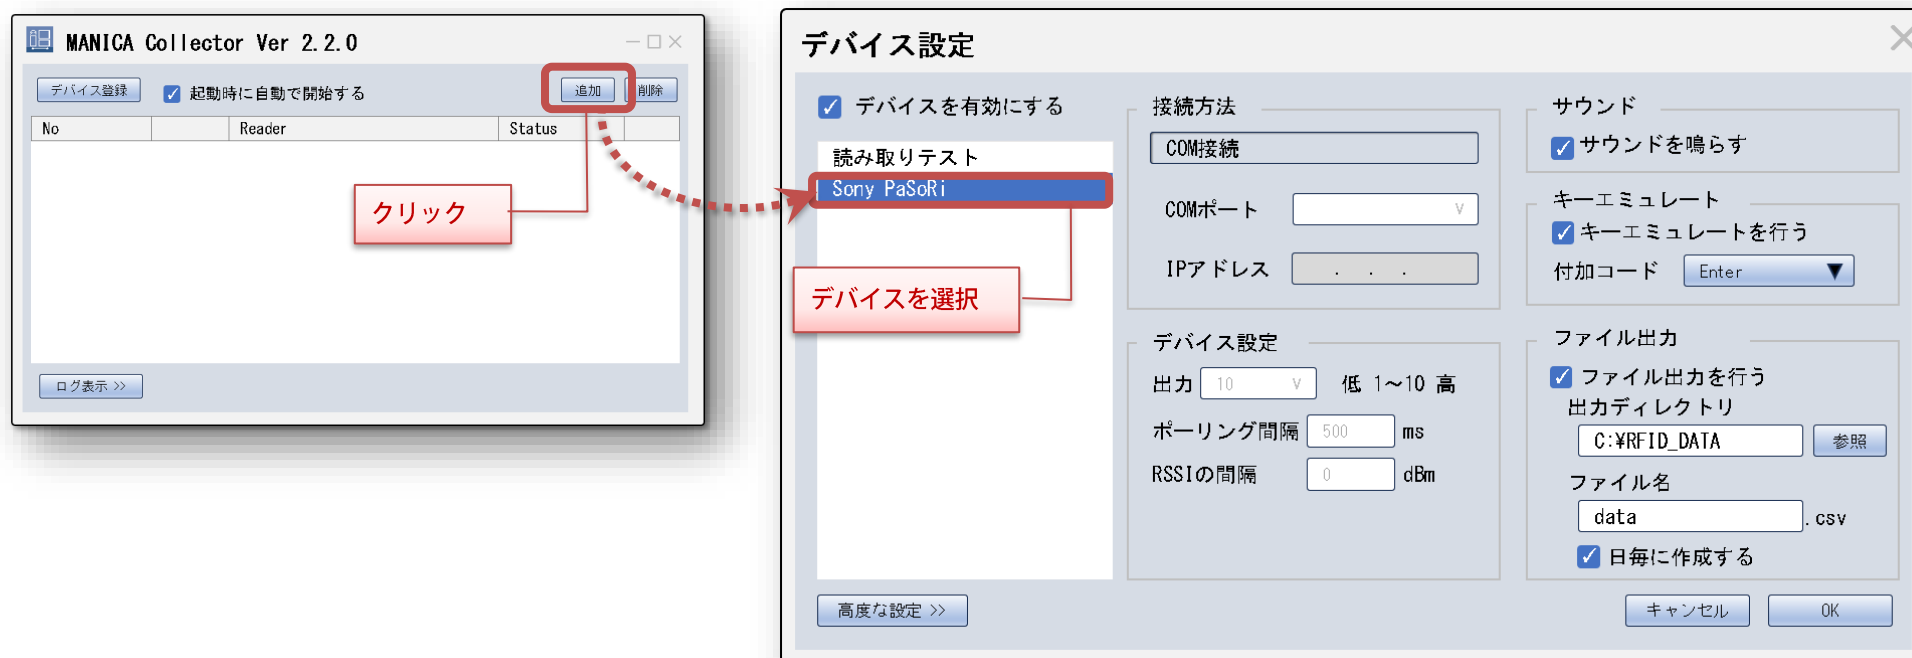 MANICA Collector Ver 2.2.0
デバイス登録
起動時に自動で開始する
追加
削除
No
Reader
Status
クリック
ログ表示 >>
デバイス設定
デバイスを有効にする
読み取りテスト
Sony PaSoRi
デバイスを選択
高度な設定 >>
接続方法
COM接続
COMポート
IPアドレス . . .
デバイス設定
出力 10 低 1～10 高
ポーリング間隔 500 ms
RSSIの間隔 0 dBm
サウンド
サウンドを鳴らす
キーエミュレート
キーエミュレートを行う
付加コード Enter
ファイル出力
ファイル出力を行う
出力ディレクトリ
C:¥RFID_DATA 参照
ファイル名
data .csv
日毎に作成する
キャンセル
OK